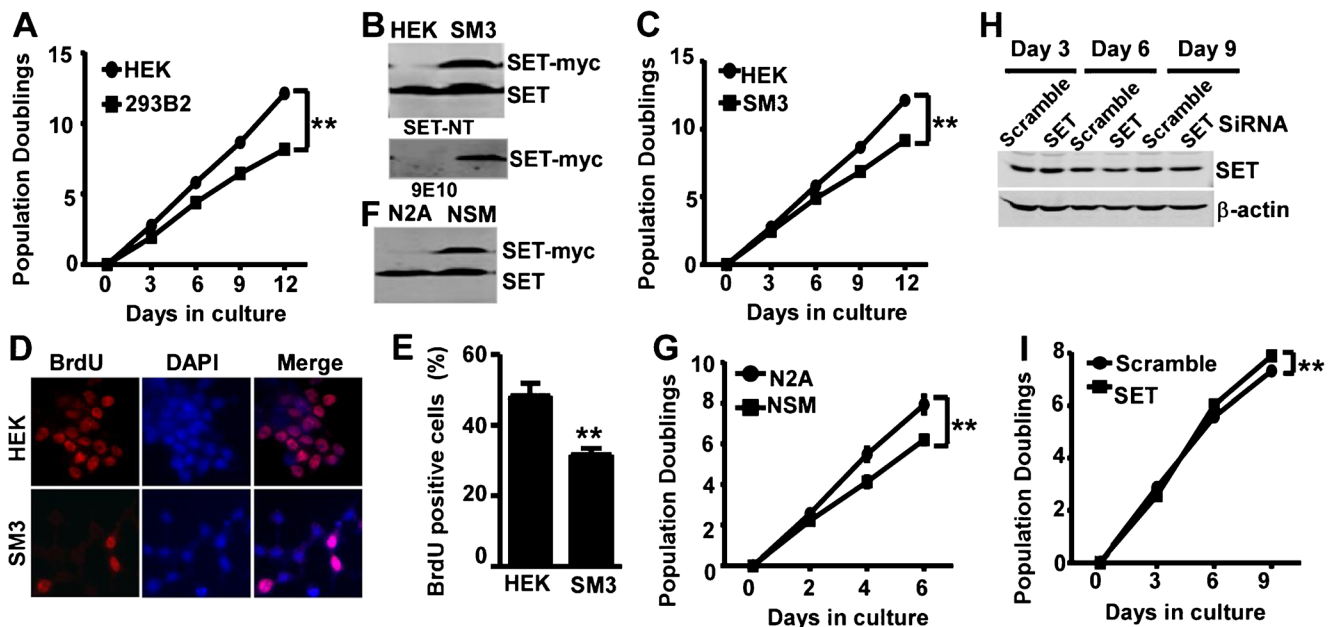 A
Population Doublings
15
10
5
0
HEK
293B2
**
0 3 6 9 12
Days in culture
B
HEK SM3
SET-myc
SET
SET-NT
SET-myc
9E10
F
N2A NSM
SET-myc
SET
C
Population Doublings
15
10
5
0
HEK
SM3
**
0 3 6 9 12
Days in culture
H
Day 3 Day 6 Day 9
Scramble SET Scramble SET Scramble SET SiRNA
SET
β-actin
D
BrdU DAPI Merge
HEK
SM3
E
BrdU positive cells (%)
60
40
20
0
**
HEK SM3
G
Population Doublings
10
8
6
4
2
0
N2A
NSM
**
0 2 4 6
Days in culture
I
Population Doublings
8
6
4
2
0
Scramble
SET
**
0 3 6 9
Days in culture